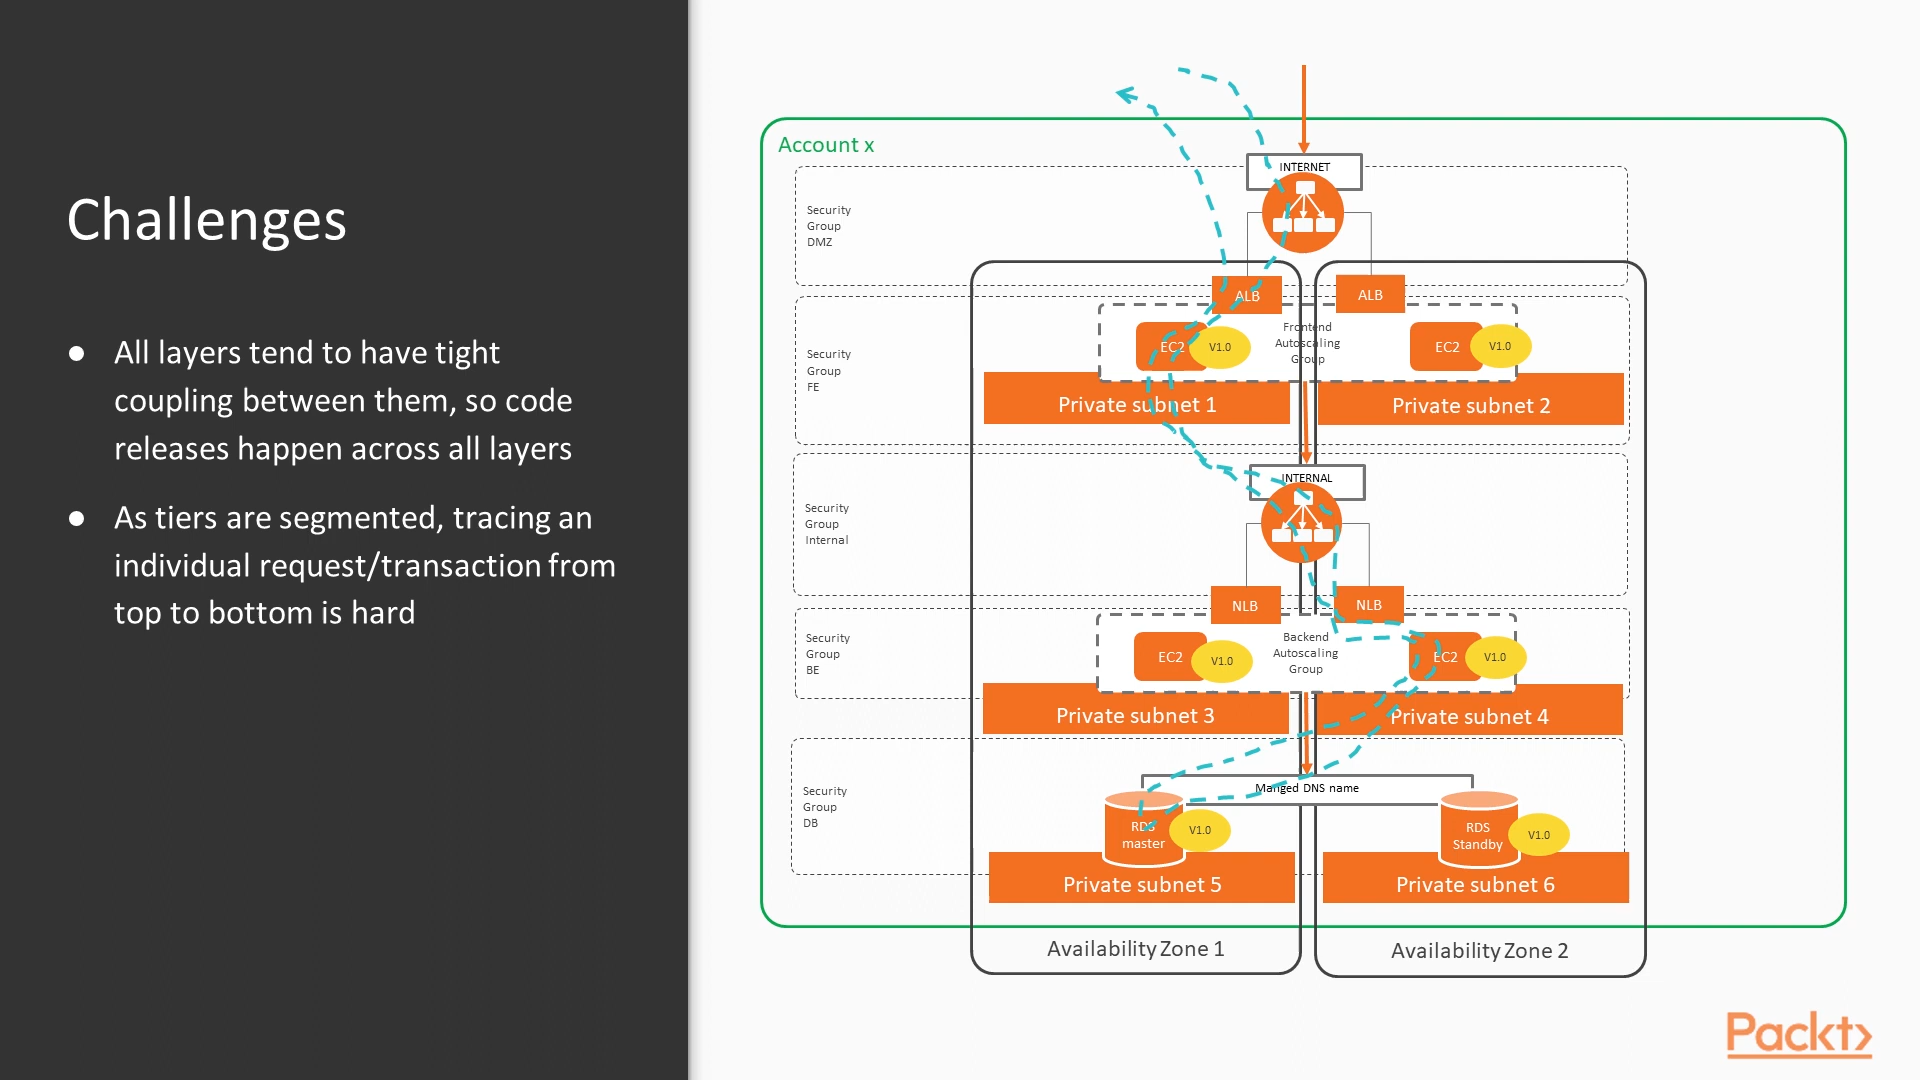 Challenges
● All layers tend to have tight
coupling between them, so code
releases happen across all layers
● As tiers are segmented, tracing an
individual request/transaction from
top to bottom is hard
Account x
INTERNET
Security
Group
DMZ
ALB
ALB
Security
Group
FE
EC2
V1.0
Frontend
Autoscaling
Group
EC2
V1.0
Private subnet 1
Private subnet 2
INTERNAL
Security
Group
Internal
NLB
NLB
Security
Group
BE
EC2
V1.0
Backend
Autoscaling
Group
EC2
V1.0
Private subnet 3
Private subnet 4
Manged DNS name
Security
Group
DB
RDS
master
V1.0
RDS
Standby
V1.0
Private subnet 5
Private subnet 6
Availability Zone 1
Availability Zone 2
Packt>